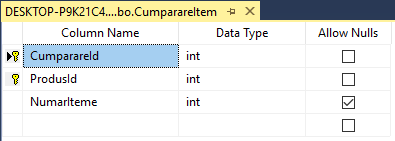 DESKTOP-P9K21C4....bo.CumparareItem
Column Name Data Type Allow Nulls
CumparareId int
ProdusId int
NumarIteme int